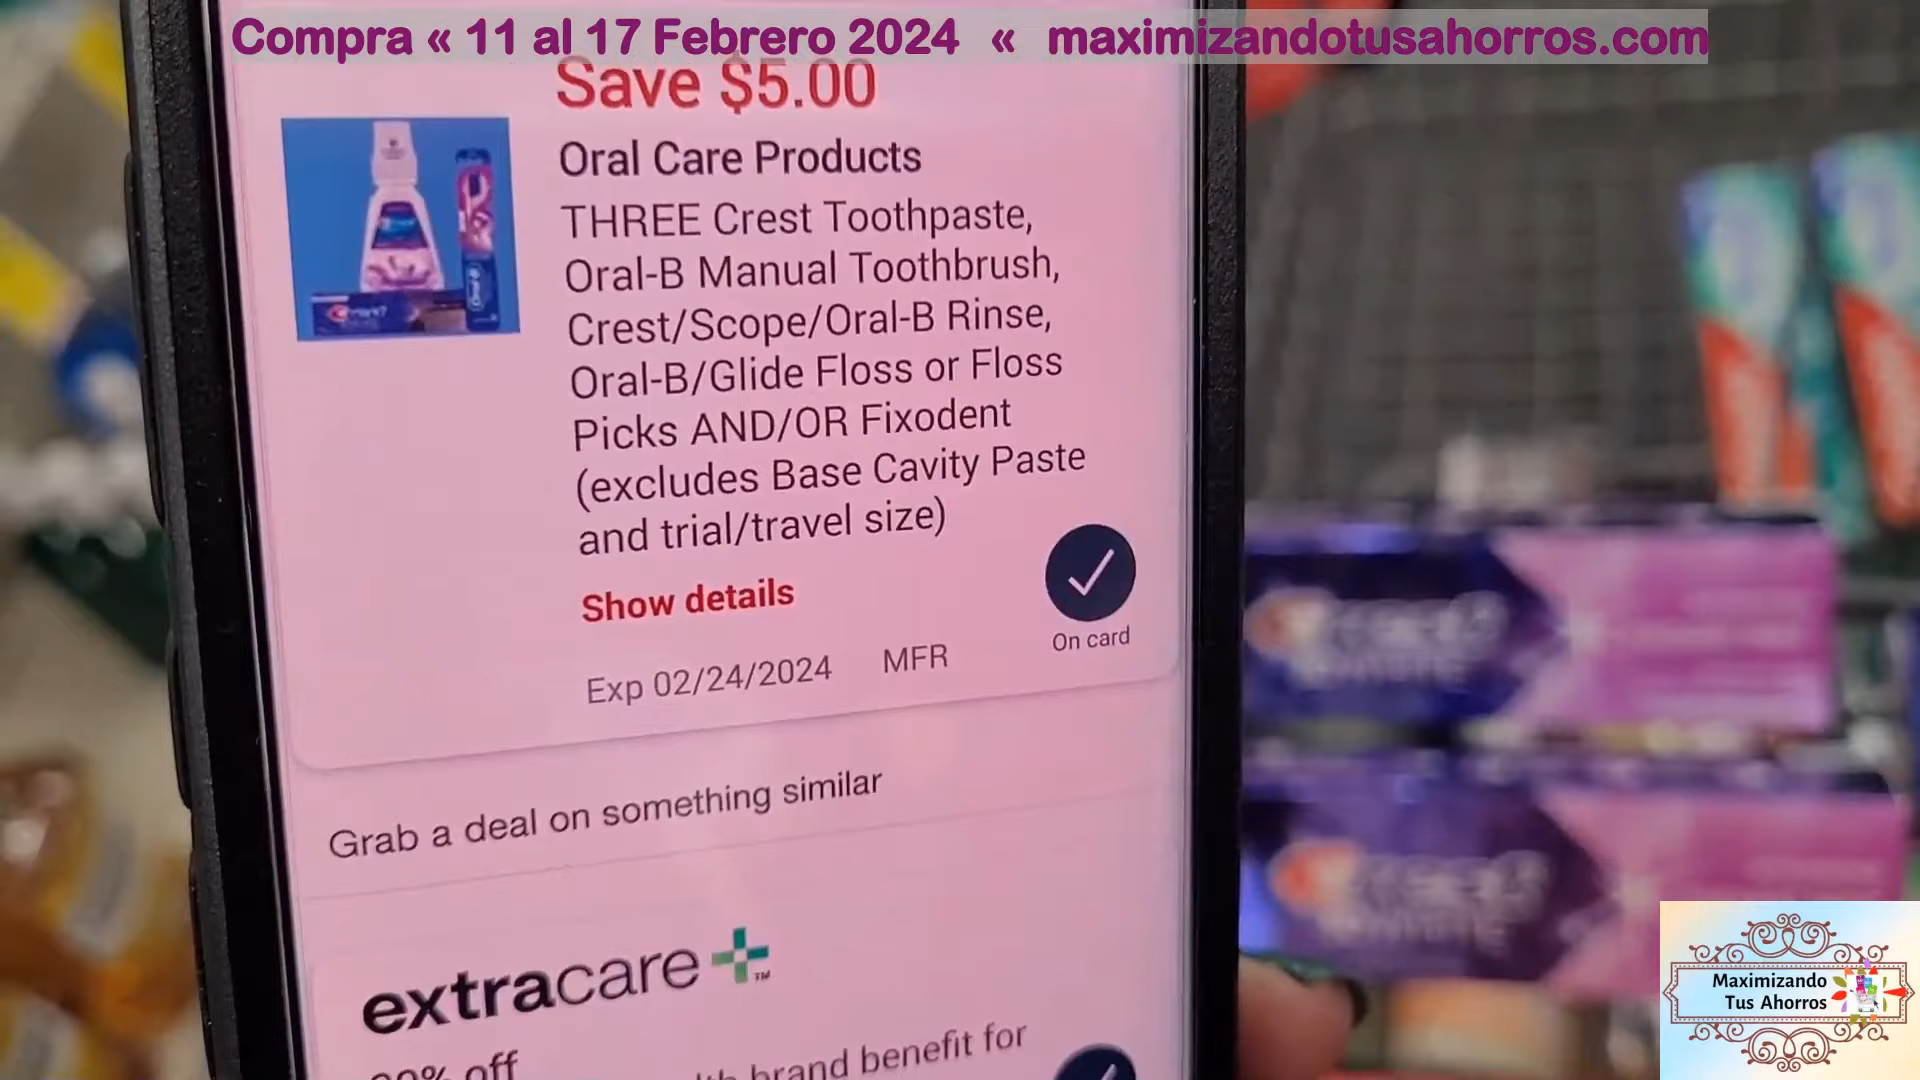 Compra « 11 al 17 Febrero 2024 « maximizandotusahorros.com
Save $5.00
Oral Care Products
THREE Crest Toothpaste,
Oral-B Manual Toothbrush,
Crest/Scope/Oral-B Rinse,
Oral-B/Glide Floss or Floss
Picks AND/OR Fixodent
(excludes Base Cavity Paste
and trial/travel size)
Show details
On card
Exp 02/24/2024 MFR
Grab a deal on something similar
extracare
TM
off
brand benefit for
Maximizando
Tus Ahorros